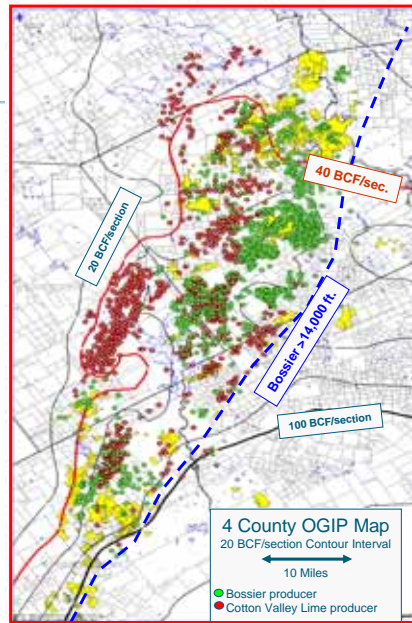 40 BCF/sec.
20 BCF/section
Bossier >14,000 ft.
100 BCF/section
4 County OGIP Map
20 BCF/section Contour Interval
10 Miles
Bossier producer
Cotton Valley Lime producer